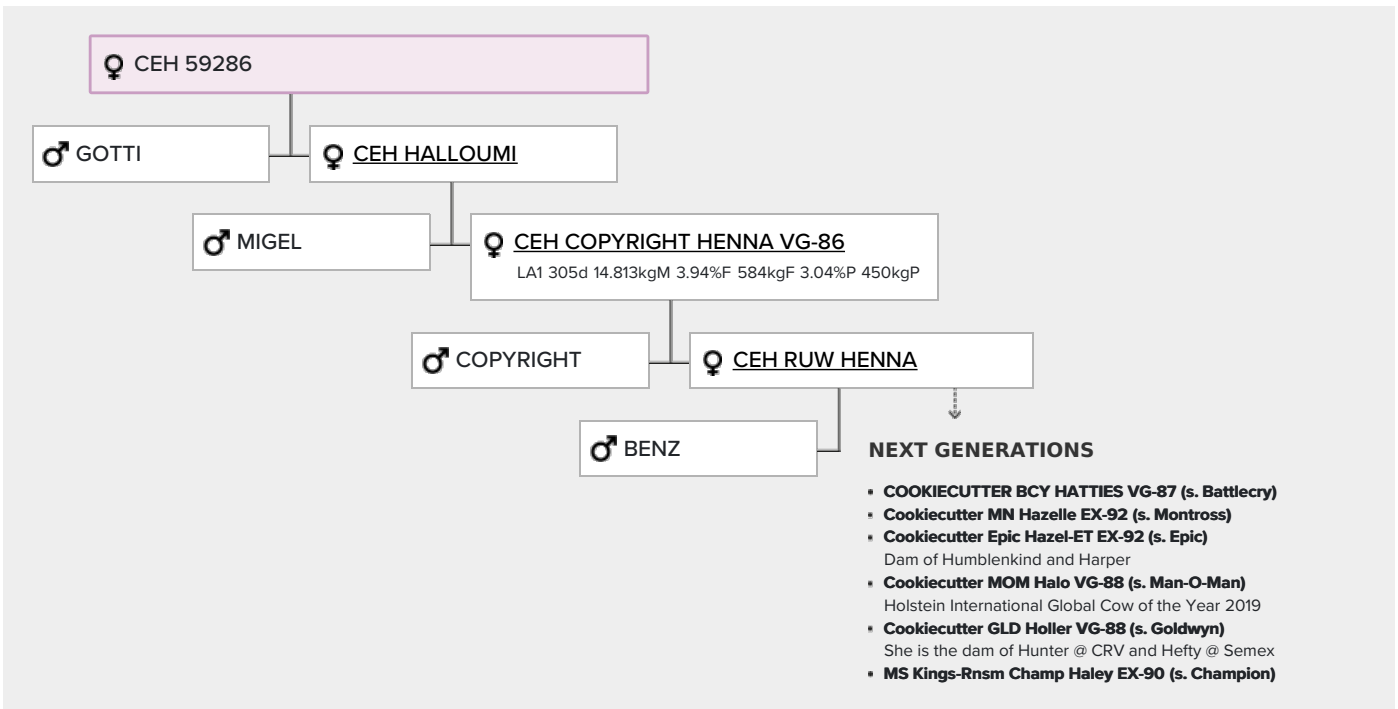 CEH 59286
GOTTI
CEH HALLOUMI
MIGEL
CEH COPYRIGHT HENNA VG-86
LA1 305d 14.813kgM 3.94%F 584kgF 3.04%P 450kgP
COPYRIGHT
CEH RUW HENNA
BENZ
NEXT GENERATIONS
COOKIECUTTER BCY HATTIES VG-87 (s. Battlecry)
Cookiecutter MN Hazelle EX-92 (s. Montross)
Cookiecutter Epic Hazel-ET EX-92 (s. Epic)
Dam of Humblenkind and Harper
Cookiecutter MOM Halo VG-88 (s. Man-O-Man)
Holstein International Global Cow of the Year 2019
Cookiecutter GLD Holler VG-88 (s. Goldwyn)
She is the dam of Hunter @ CRV and Hefty @ Semex
MS Kings-Rnsm Champ Haley EX-90 (s. Champion)